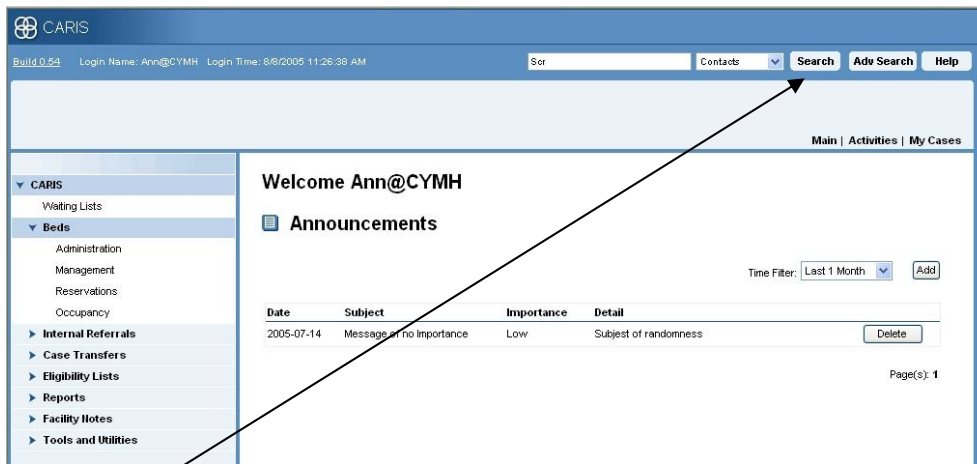 CARIS
Build 0.54 Login Name: Ann@CYMH Login Time: 8/8/2005 11:26:38 AM Scr Contacts Search Adv Search Help
Main | Activities | My Cases
CARIS
Waiting Lists
Beds
Administration
Management
Reservations
Occupancy
Internal Referrals
Case Transfers
Eligibility Lists
Reports
Facility Notes
Tools and Utilities
Welcome Ann@CYMH
Announcements
Time Filter: Last 1 Month Add
Date Subject Importance Detail
2005-07-14 Message of no Importance Low Subjest of randomness Delete
Page(s): 1